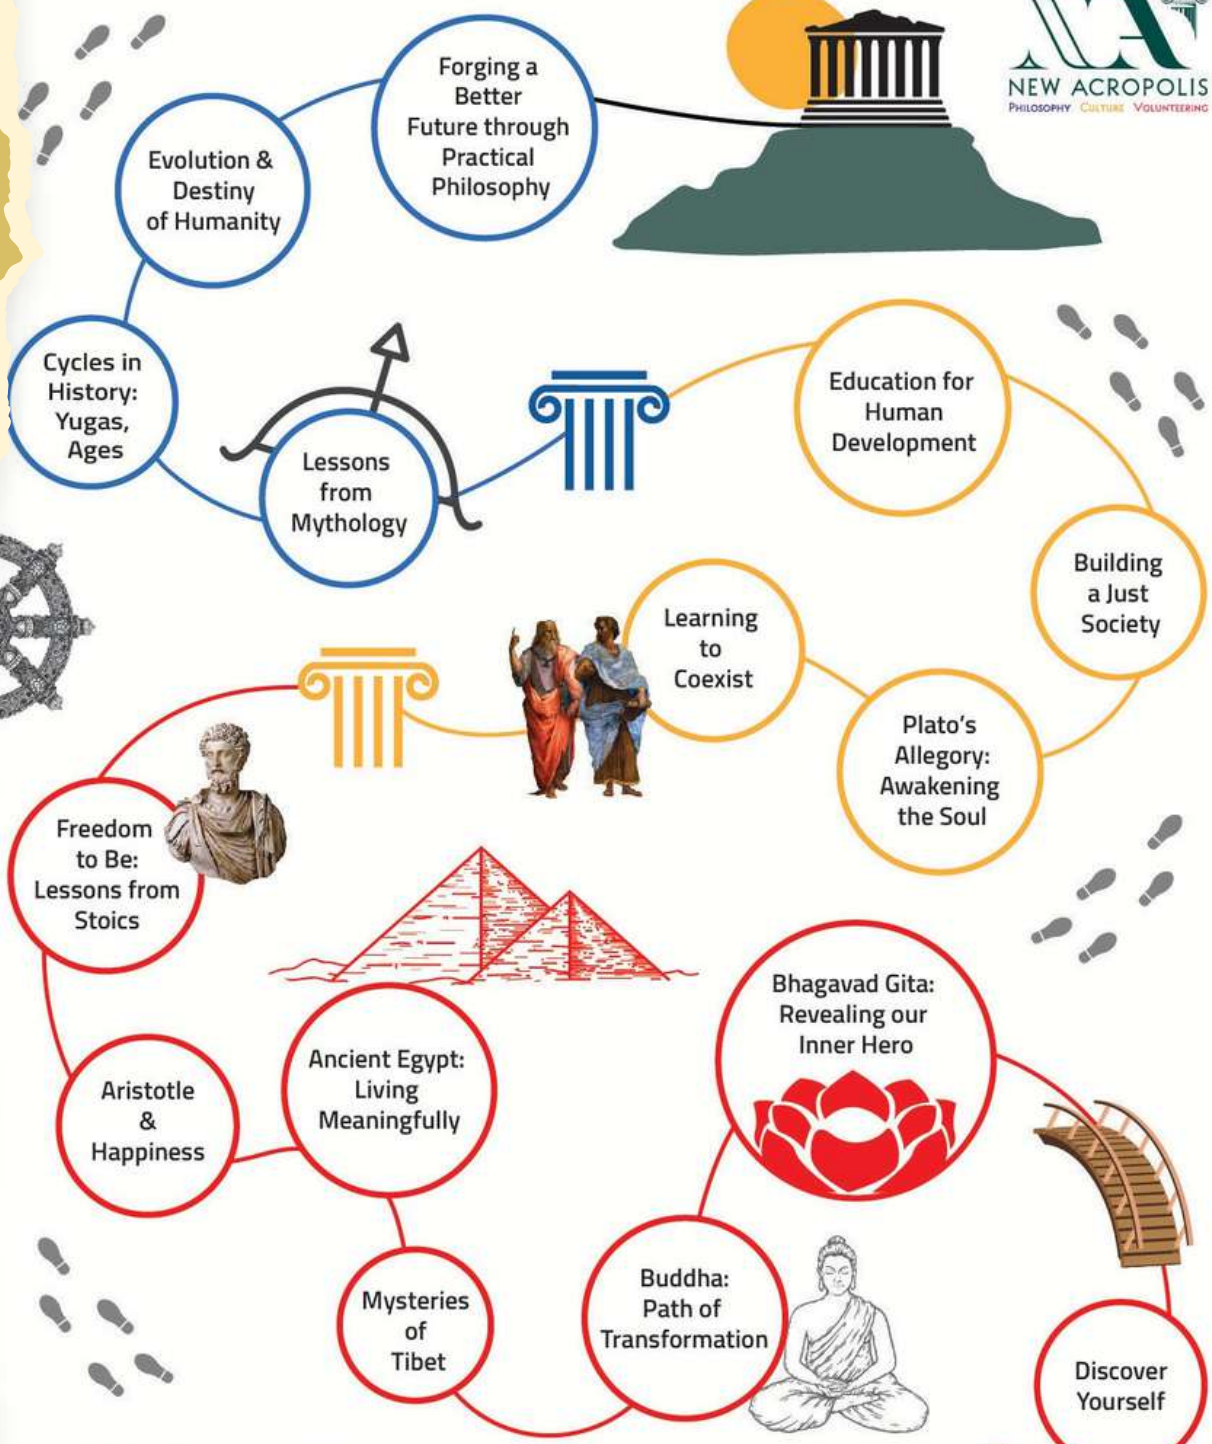 NEW ACROPOLIS
PHILOSOPHY CULTURE VOLUNTEERING
Forging a
Better
Future through
Practical
Philosophy
Evolution &
Destiny
of Humanity
Cycles in
History:
Yugas,
Ages
Lessons
from
Mythology
Education for
Human
Development
Building
a Just
Society
Plato's
Allegory:
Awakening
the Soul
Learning
to
Coexist
Freedom
to Be:
Lessons from
Stoics
Aristotle
&
Happiness
Ancient Egypt:
Living
Meaningfully
Mysteries
of
Tibet
Buddha:
Path of
Transformation
Bhagavad Gita:
Revealing our
Inner Hero
Discover
Yourself